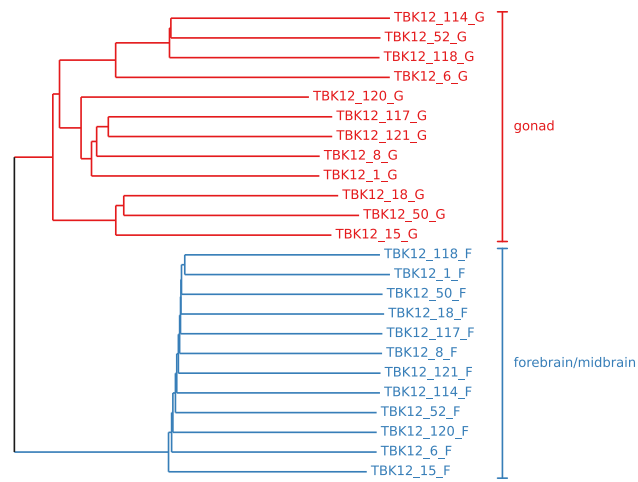 TBK12_114_G
TBK12_52_G
TBK12_118_G
TBK12_6_G
TBK12_120_G
TBK12_117_G
gonad
TBK12_121_G
TBK12_8_G
TBK12_1_G
TBK12_18_G
TBK12_50_G
TBK12_15_G
TBK12_118_F
TBK12_1_F
TBK12_50_F
TBK12_18_F
TBK12_117_F
TBK12_8_F
forebrain/midbrain
TBK12_121_F
TBK12_114_F
TBK12_52_F
TBK12_120_F
TBK12_6_F
TBK12_15_F